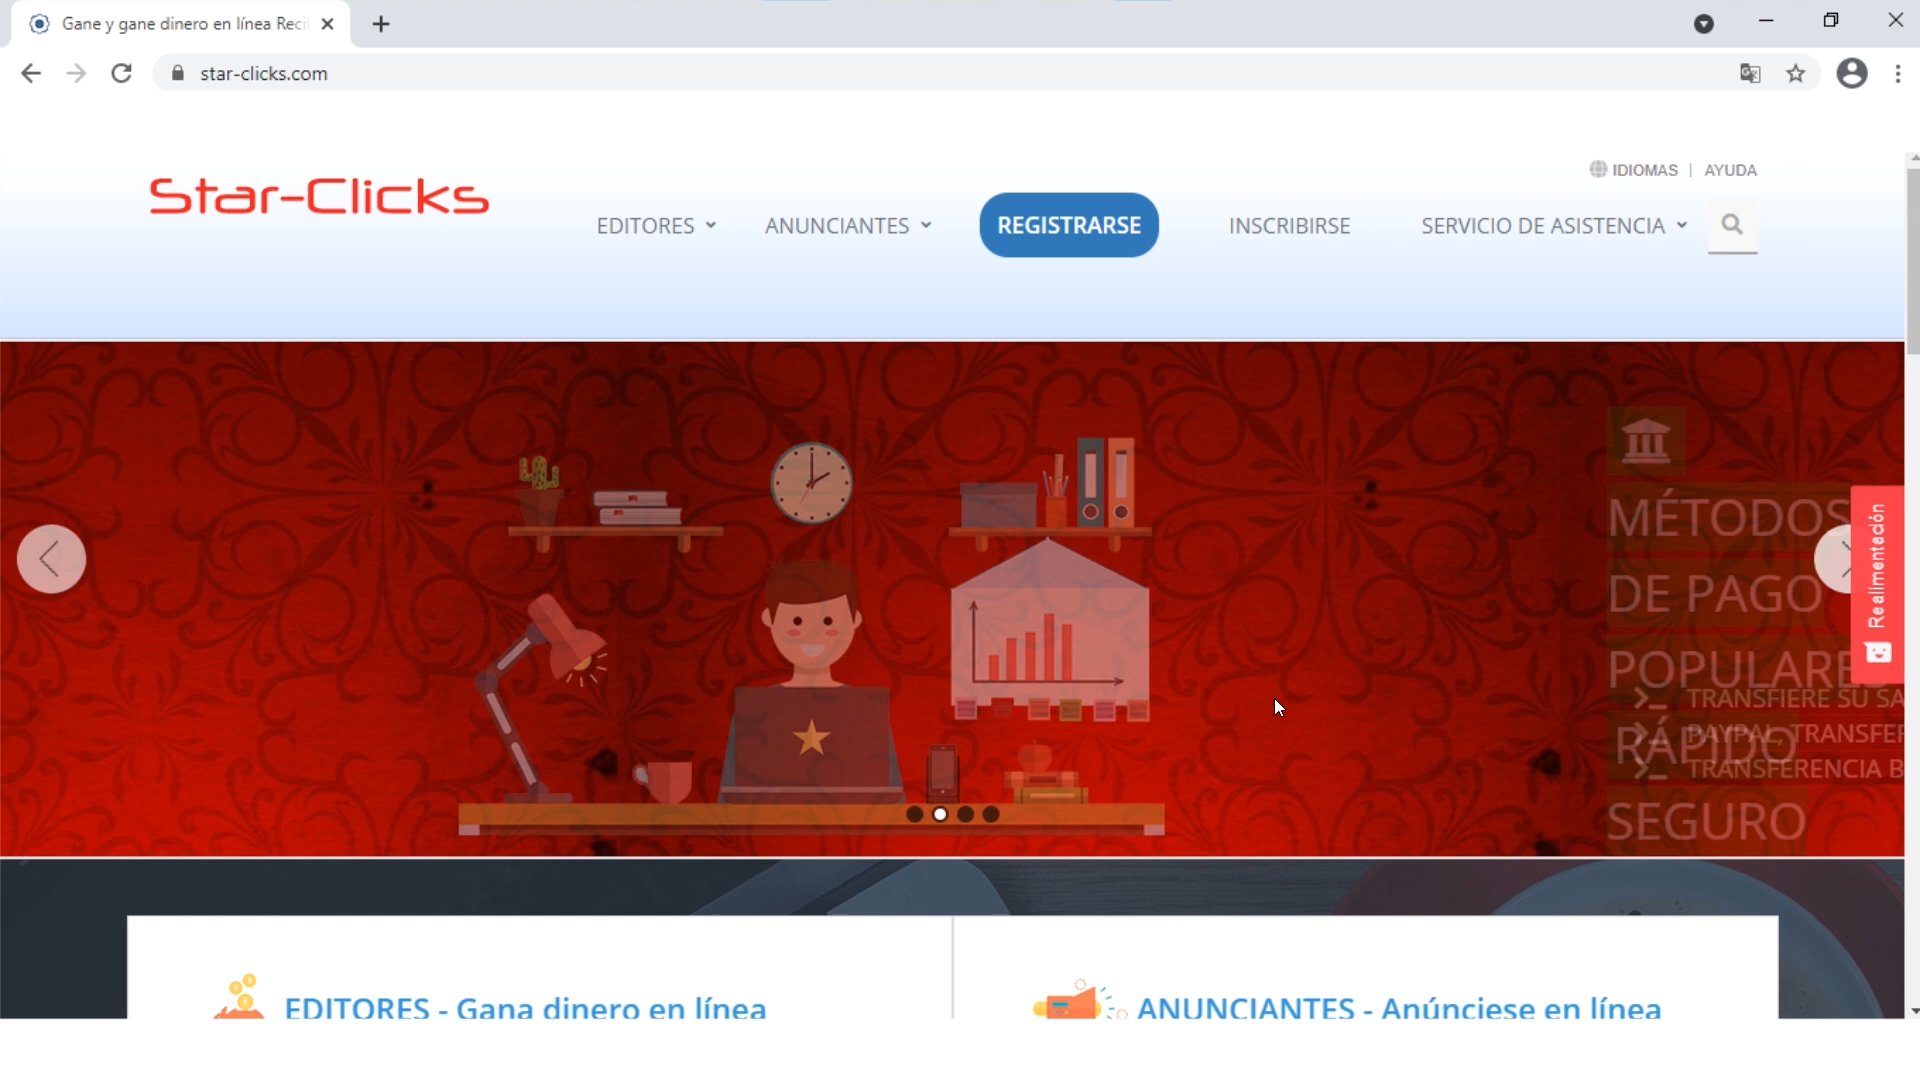 Gane y gane dinero en línea Reci
star-clicks.com
IDIOMAS | AYUDA
Star-Clicks
EDITORES
ANUNCIANTES
REGISTRARSE
INSCRIBIRSE
SERVICIO DE ASISTENCIA
MÉTODOS
DE PAGO
POPULARE
TRANSFIERE SU SA
RÁPIDO
PAYPAL, TRANSFER
TRANSFERENCIA B
SEGURO
Realimentación
EDITORES - Gana dinero en línea
ANUNCIANTES - Anúnciese en línea